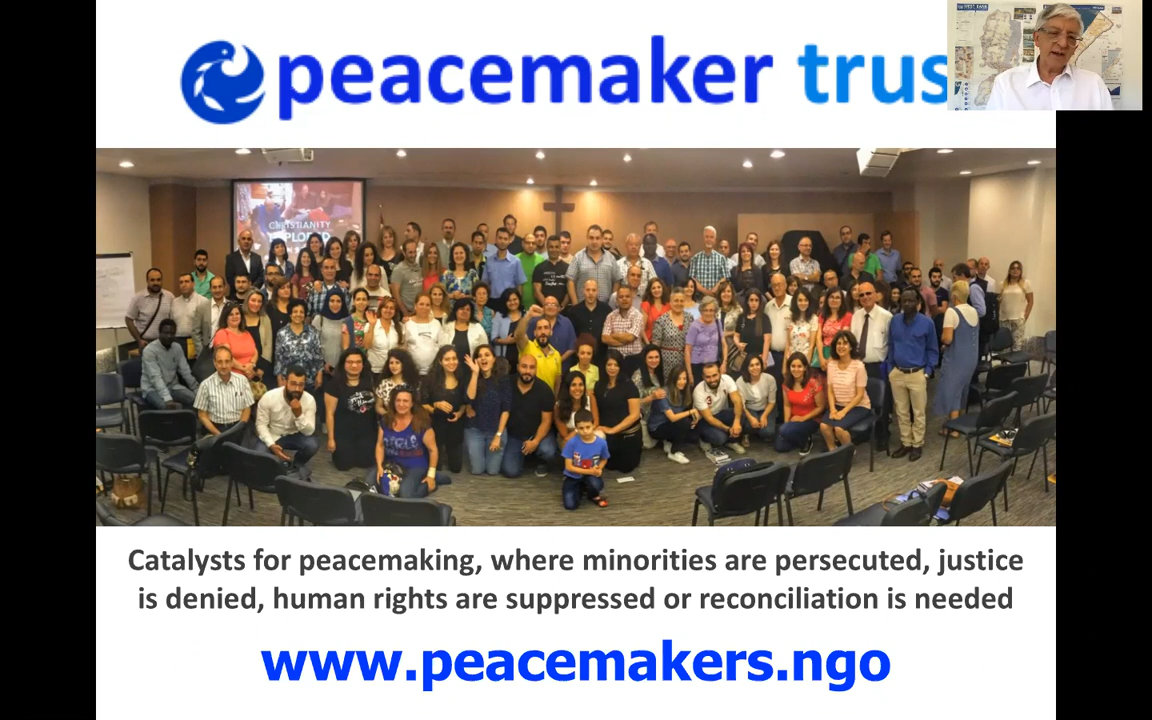 peacemaker trus
CHRISTIANITY
Catalysts for peacemaking, where minorities are persecuted, justice
is denied, human rights are suppressed or reconciliation is needed
www.peacemakers.ngo